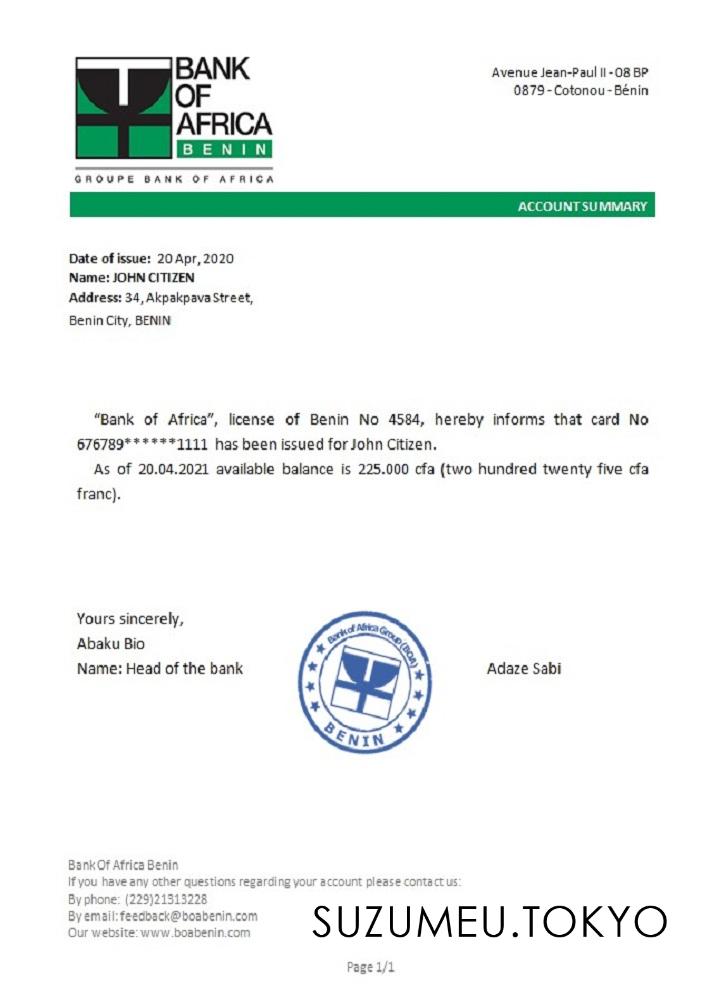 BANK
OF
AFRICA
BENIN
GROUPE BANK OF AFRICA
Avenue Jean-Paul II - 08 BP
0879 - Cotonou - Bénin
ACCOUNT SUMMARY
Date of issue: 20 Apr, 2020
Name: JOHN CITIZEN
Address: 34, Akpakpava Street,
Benin City, BENIN
“Bank of Africa”, license of Benin No 4584, hereby informs that card No
676789******1111 has been issued for John Citizen.
As of 20.04.2021 available balance is 225.000 cfa (two hundred twenty five cfa
franc).
Yours sincerely,
Abaku Bio
Name: Head of the bank
Bank of Africa Group (BOA)
BENIN
Adaze Sabi
Bank Of Africa Benin
If you have any other questions regarding your account please contact us:
By phone: (229)21313228
By email: feedback@boabenin.com
Our website: www.boabenin.com
SUZUMEU.TOKYO
Page 1/1